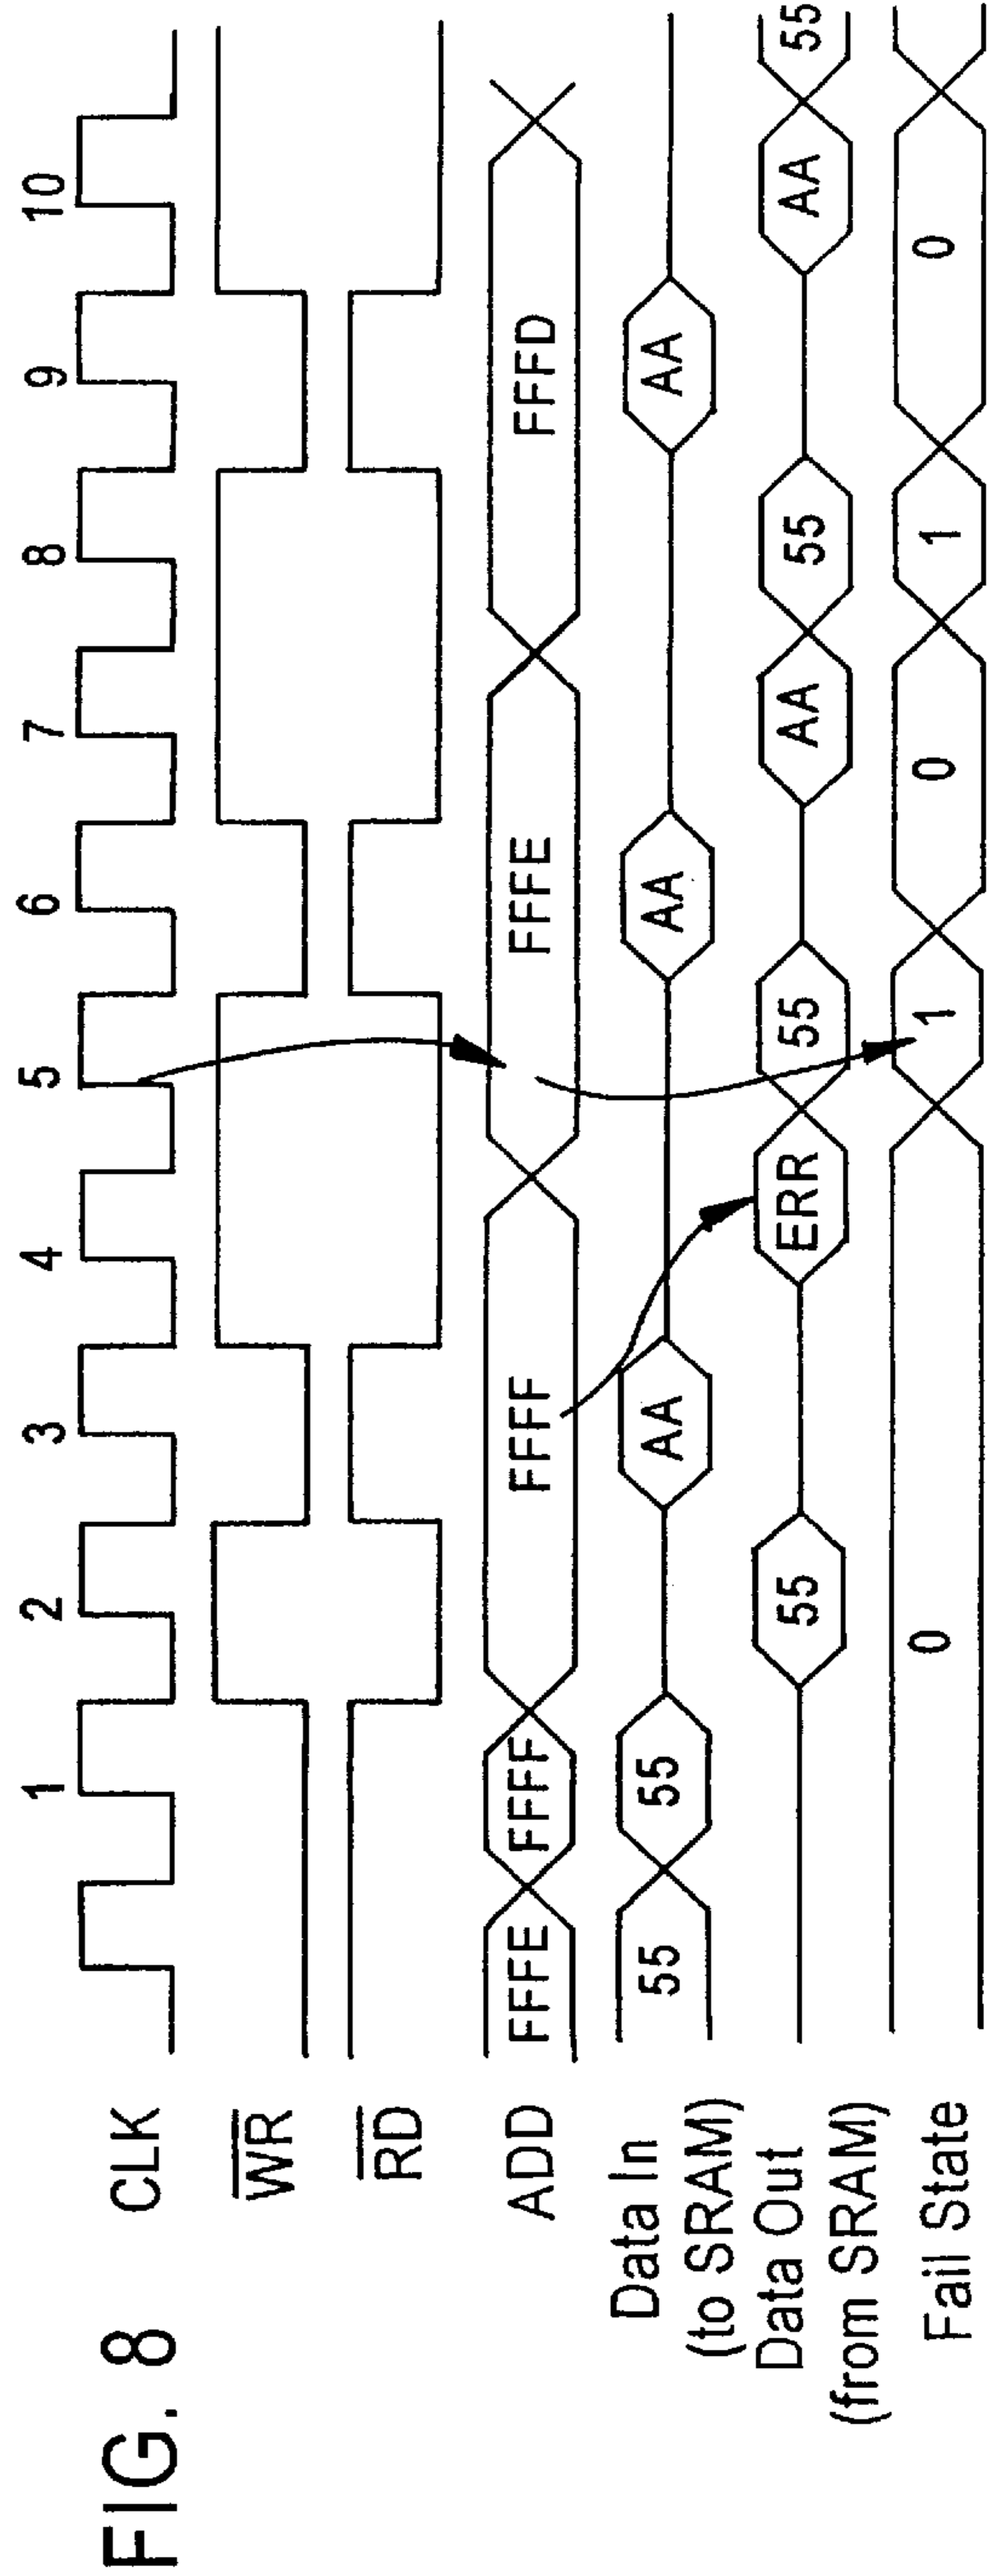 FIG. 8
1 2 3 4 5 6 7 8 9 10
CLK
WR
RD
ADD FFFE FFFF FFFF FFFE FFFD
Data In
(to SRAM) 55 55 AA AA AA
Data Out
(from SRAM) 55 ERR 55 AA 55 AA 55
Fail State 0 1 0 1 0